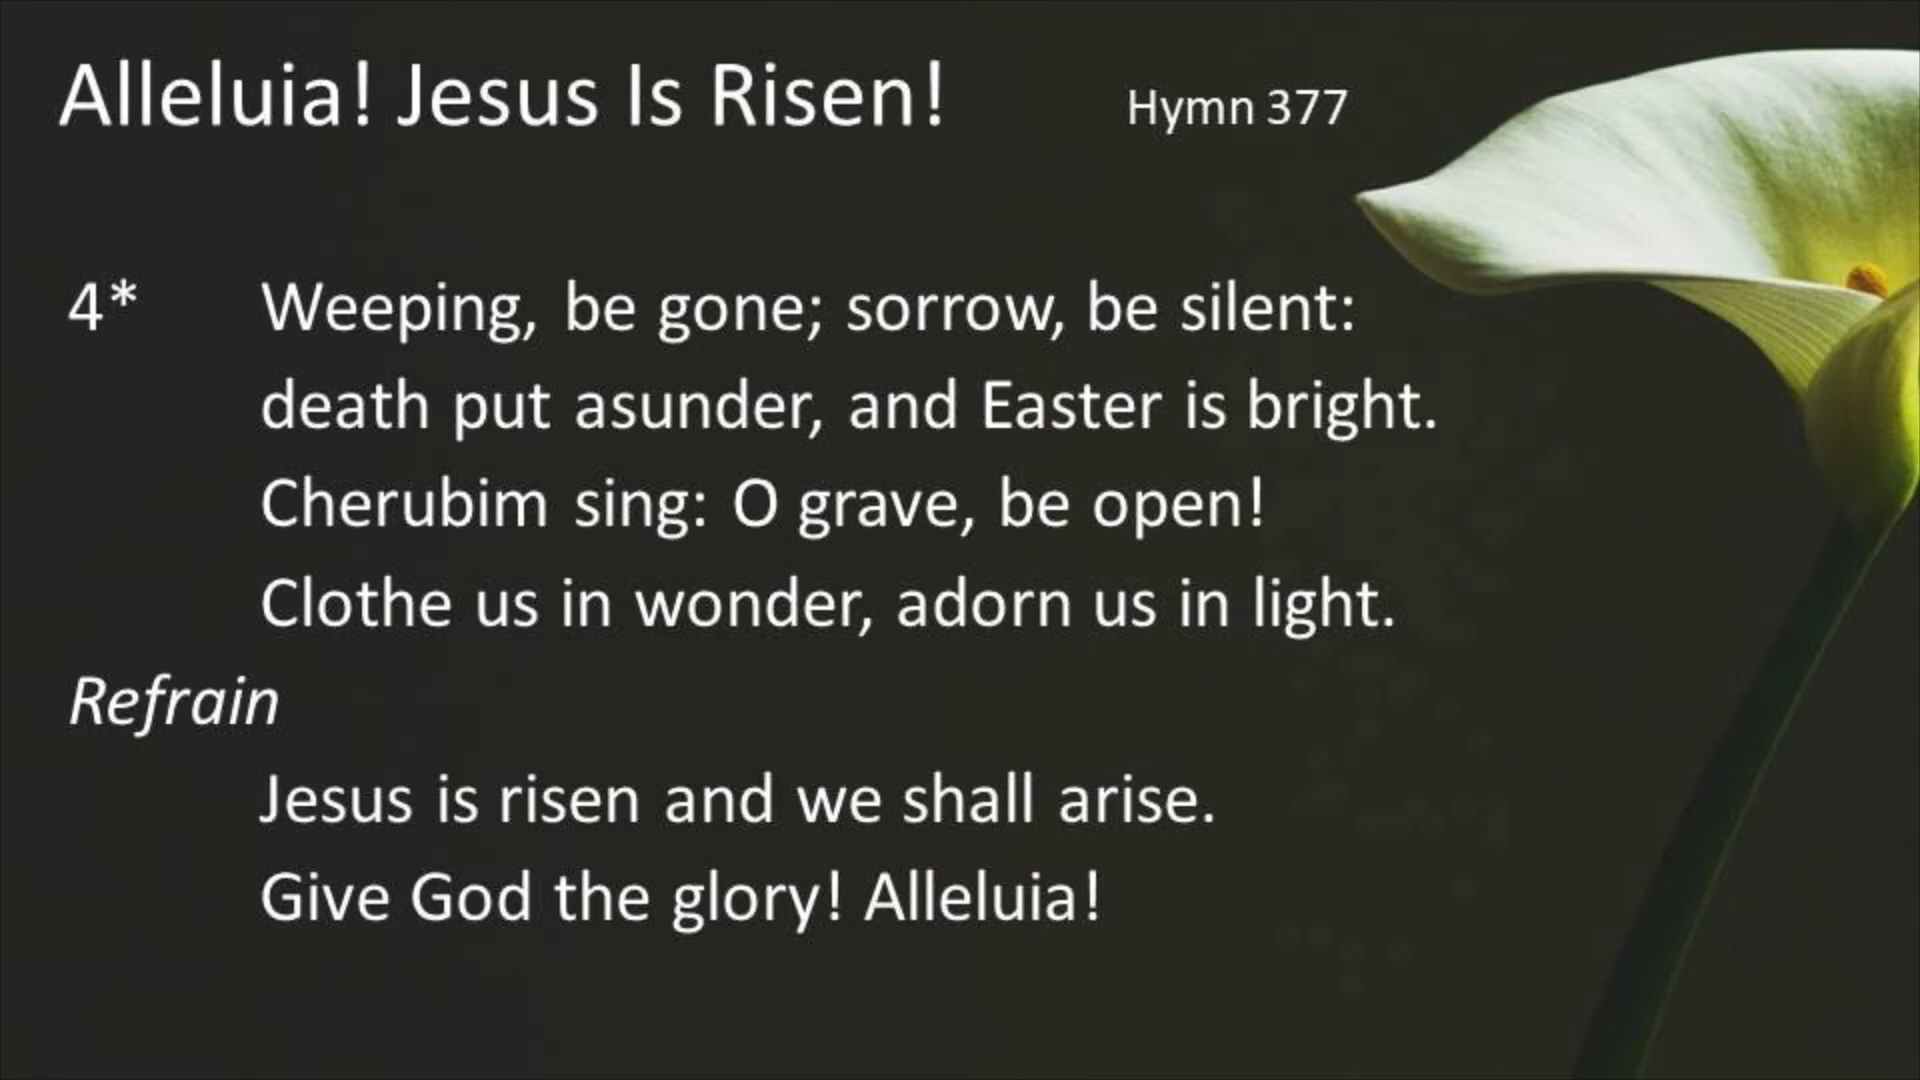 Alleluia! Jesus Is Risen! Hymn 377
4* Weeping, be gone; sorrow, be silent:
death put asunder, and Easter is bright.
Cherubim sing: O grave, be open!
Clothe us in wonder, adorn us in light.
Refrain
Jesus is risen and we shall arise.
Give God the glory! Alleluia!